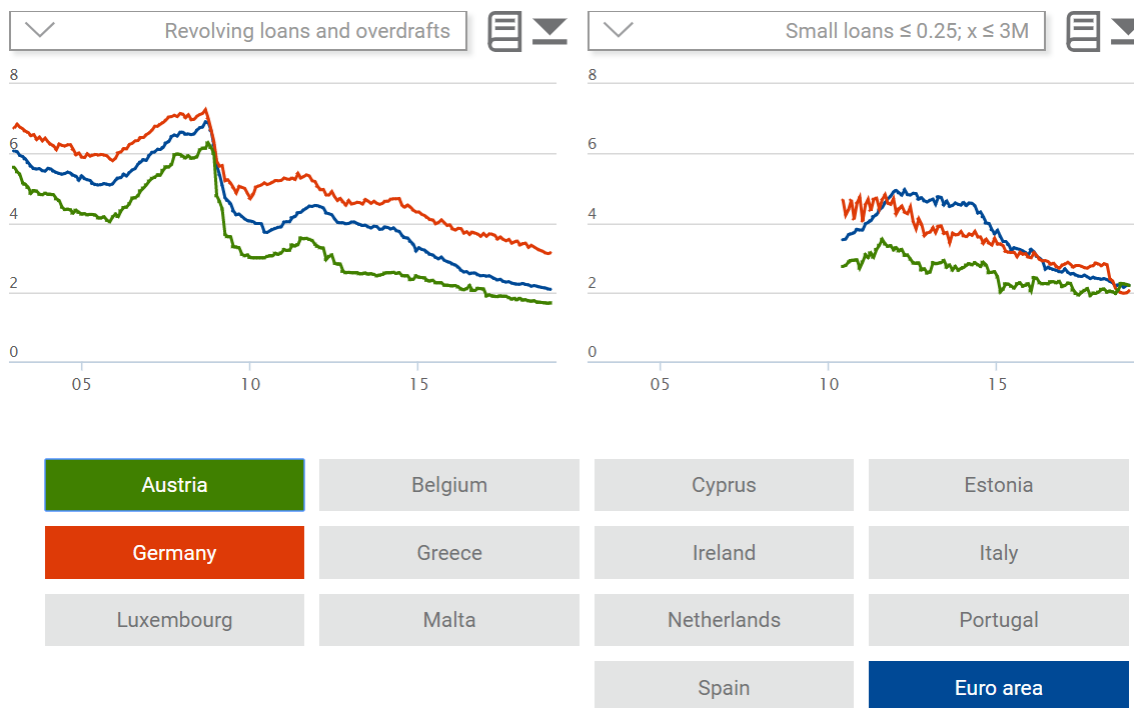 Revolving loans and overdrafts
Small loans ≤ 0.25; x ≤ 3M
8
6
4
2
0
05 10 15
8
6
4
2
0
05 10 15
Austria Belgium Cyprus Estonia
Germany Greece Ireland Italy
Luxembourg Malta Netherlands Portugal
Spain Euro area